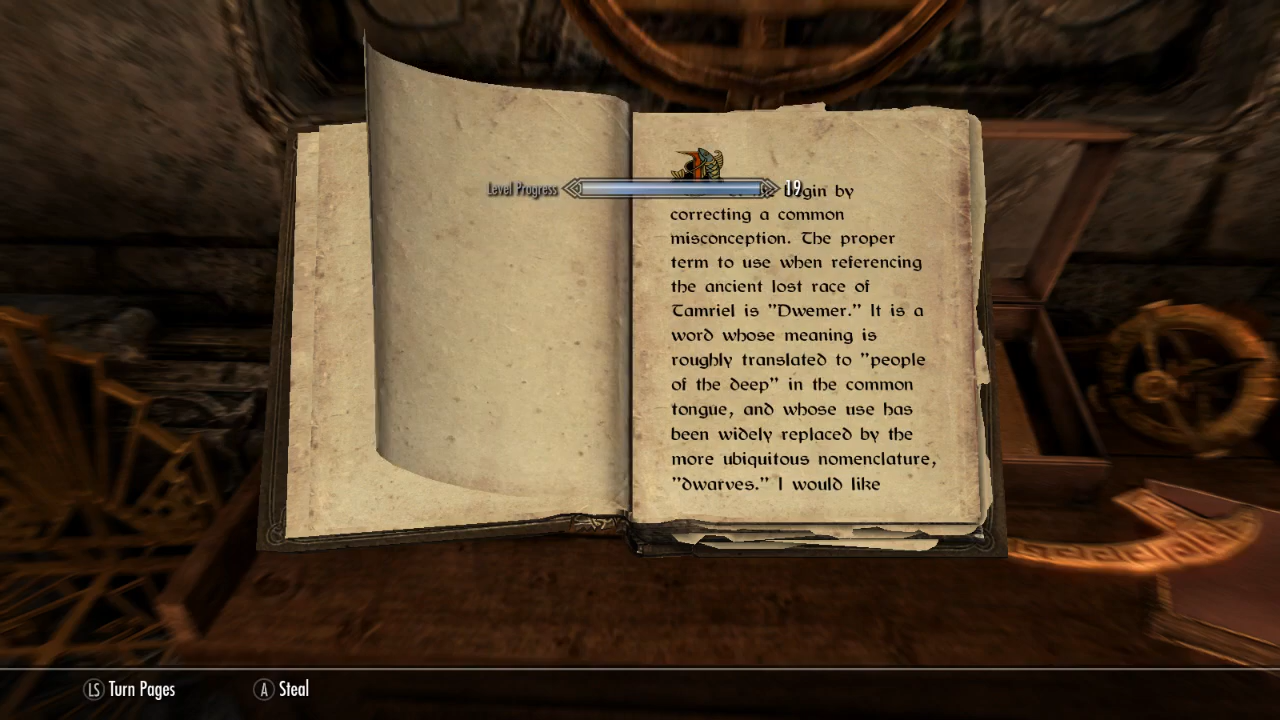 Level Progress 19
gin by
correcting a common
misconception. The proper
term to use when referencing
the ancient lost race of
Tamriel is "Dwemer." It is a
word whose meaning is
roughly translated to "people
of the deep" in the common
tongue, and whose use has
been widely replaced by the
more ubiquitous nomenclature,
"dwarves." I would like
LS Turn Pages
A Steal